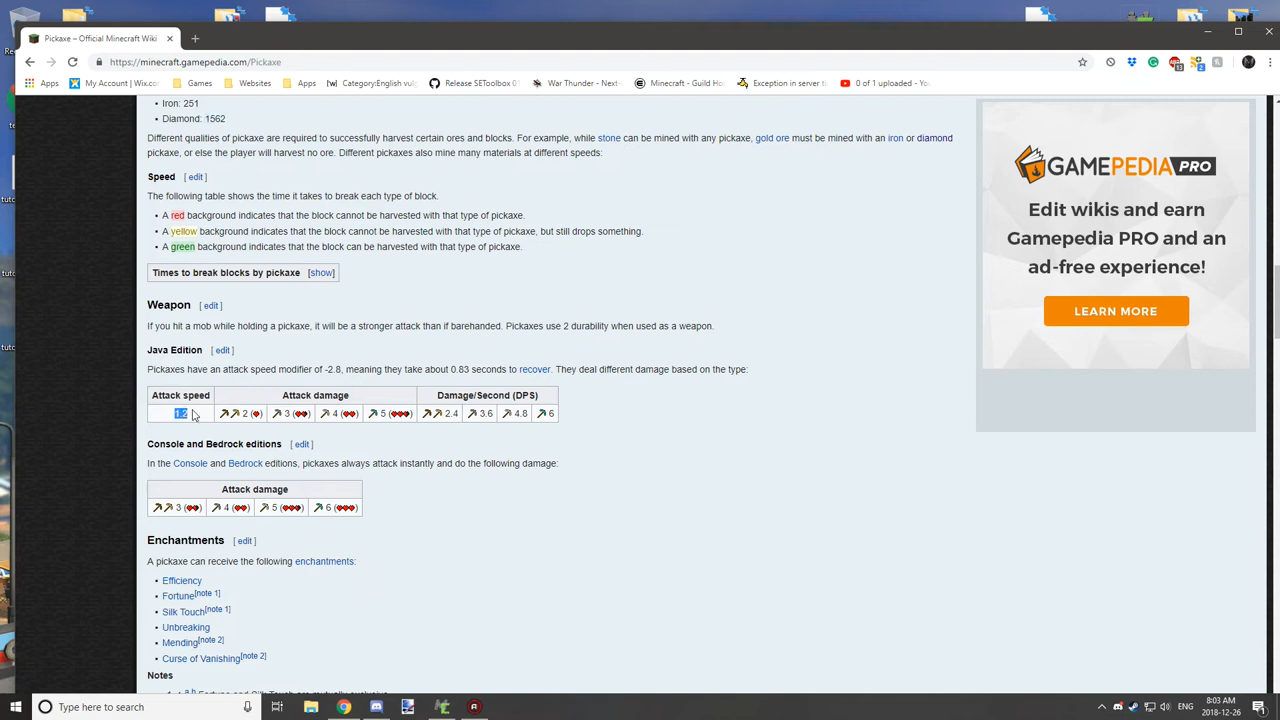 Pickaxe – Official Minecraft Wiki
https://minecraft.gamepedia.com/Pickaxe
Apps My Account | Wix.co Games Websites Apps Category:English vul Release SEToolbox 01 War Thunder - Next- Minecraft - Guild Ho Exception in server t 0 of 1 uploaded - Yo
• Iron: 251
• Diamond: 1562
Different qualities of pickaxe are required to successfully harvest certain ores and blocks. For example, while stone can be mined with any pickaxe, gold ore must be mined with an iron or diamond
pickaxe, or else the player will harvest no ore. Different pickaxes also mine many materials at different speeds:
Speed [ edit ]
The following table shows the time it takes to break each type of block.
• A red background indicates that the block cannot be harvested with that type of pickaxe.
• A yellow background indicates that the block cannot be harvested with that type of pickaxe, but still drops something.
• A green background indicates that the block can be harvested with that type of pickaxe.
Times to break blocks by pickaxe [show]
Weapon [ edit ]
If you hit a mob while holding a pickaxe, it will be a stronger attack than if barehanded. Pickaxes use 2 durability when used as a weapon.
Java Edition [ edit ]
Pickaxes have an attack speed modifier of -2.8, meaning they take about 0.83 seconds to recover. They deal different damage based on the type:
Attack speed Attack damage Damage/Second (DPS)
1.2 2 (♥) 3 (♥♥) 4 (♥♥) 5 (♥♥♥) 2.4 3.6 4.8 6
Console and Bedrock editions [ edit ]
In the Console and Bedrock editions, pickaxes always attack instantly and do the following damage:
Attack damage
3 (♥♥) 4 (♥♥) 5 (♥♥♥) 6 (♥♥♥)
Enchantments [ edit ]
A pickaxe can receive the following enchantments:
• Efficiency
• Fortune[note 1]
• Silk Touch[note 1]
• Unbreaking
• Mending[note 2]
• Curse of Vanishing[note 2]
Notes
1. ↑ a b Fortune and Silk Touch are mutually exclusive
GAMEPEDIA PRO
Edit wikis and earn
Gamepedia PRO and an
ad-free experience!
LEARN MORE
Type here to search
8:03 AM
2018-12-26